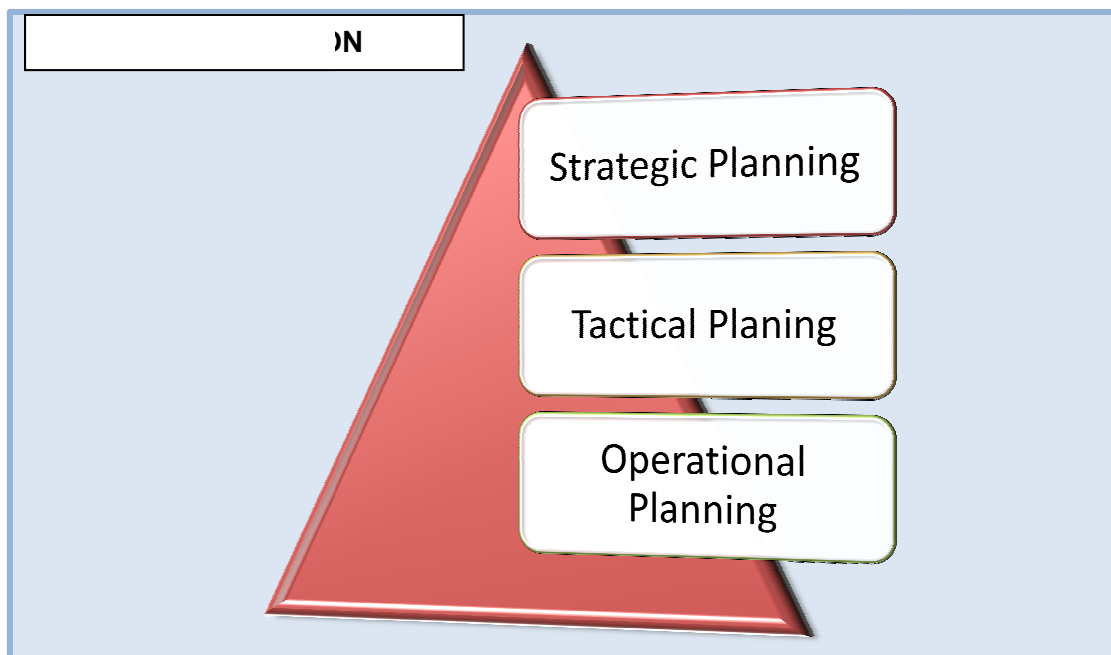 Strategic Planning
Tactical Planing
Operational
Planning